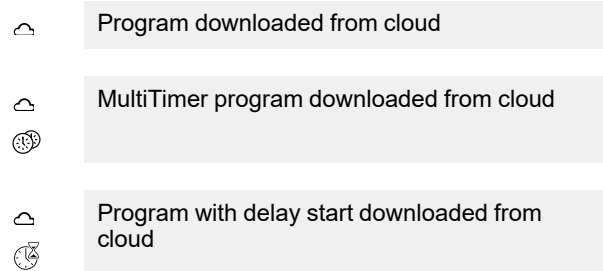 Program downloaded from cloud
MultiTimer program downloaded from cloud
Program with delay start downloaded from
cloud